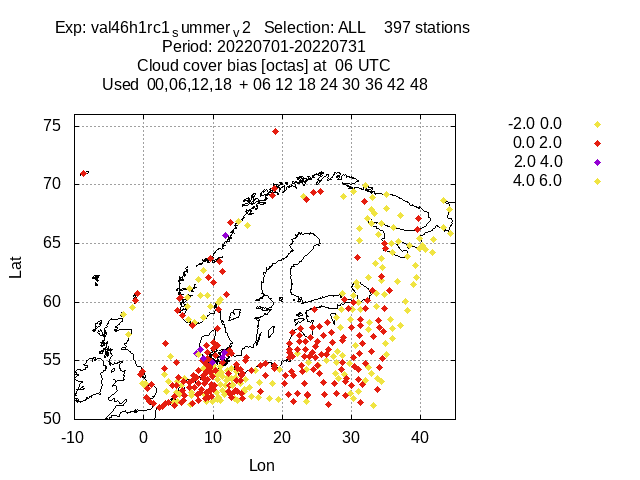 Exp: val46h1rc1summerv2 Selection: ALL 397 stations
Period: 20220701-20220731
Cloud cover bias [octas] at 06 UTC
Used 00,06,12,18 + 06 12 18 24 30 36 42 48
-2.0 0.0
0.0 2.0
2.0 4.0
4.0 6.0
75
70
65
60
55
50
Lat
-10 0 10 20 30 40
Lon